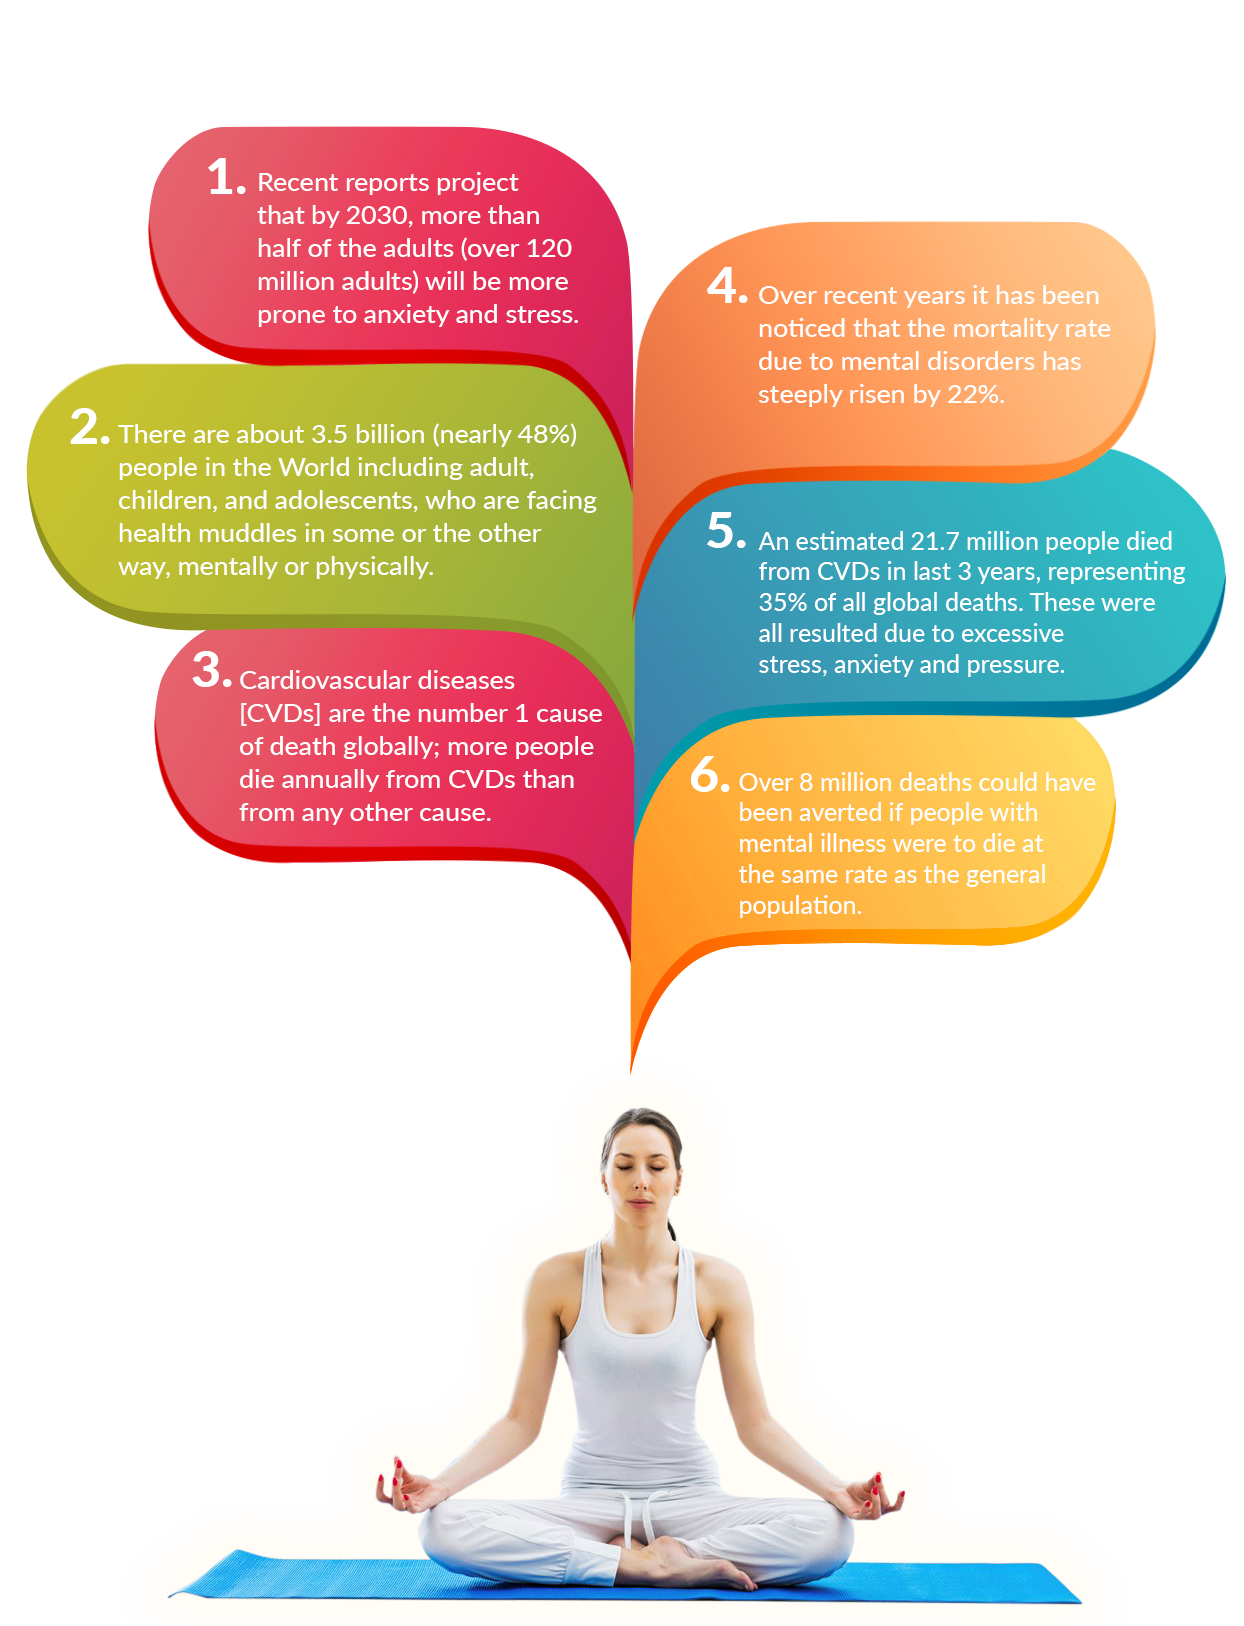 1. Recent reports project
that by 2030, more than
half of the adults (over 120
million adults) will be more
prone to anxiety and stress.
2. There are about 3.5 billion (nearly 48%)
people in the World including adult,
children, and adolescents, who are facing
health muddles in some or the other
way, mentally or physically.
3. Cardiovascular diseases
[CVDs] are the number 1 cause
of death globally; more people
die annually from CVDs than
from any other cause.
4. Over recent years it has been
noticed that the mortality rate
due to mental disorders has
steeply risen by 22%.
5. An estimated 21.7 million people died
from CVDs in last 3 years, representing
35% of all global deaths. These were
all resulted due to excessive
stress, anxiety and pressure.
6. Over 8 million deaths could have
been averted if people with
mental illness were to die at
the same rate as the general
population.